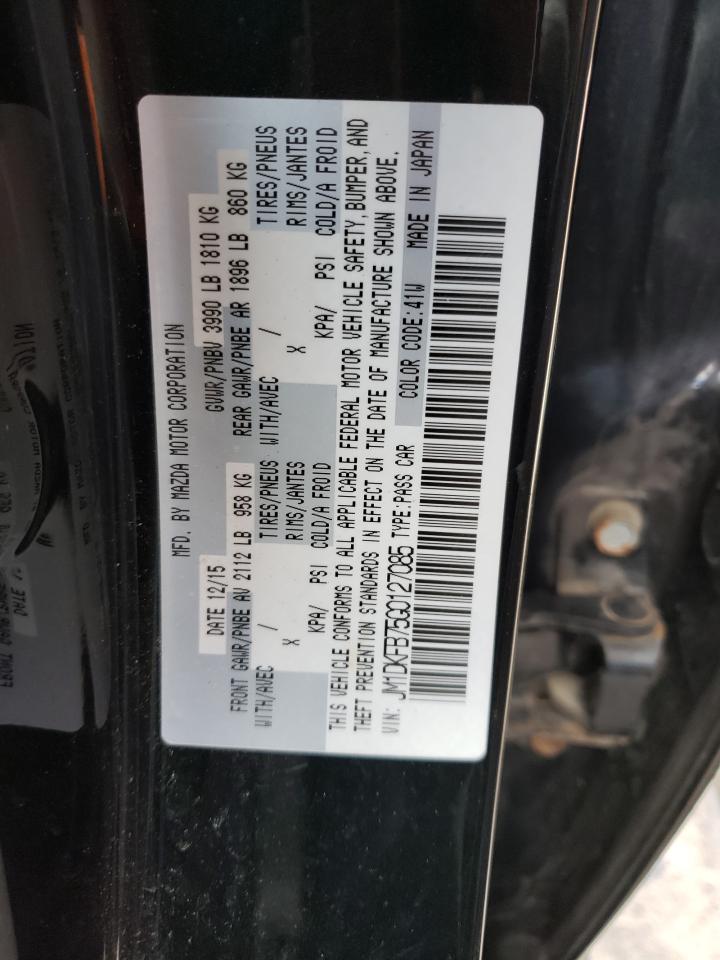 MFD. BY MAZDA MOTOR CORPORATION
DATE 12/15 GVWR/PNBV 3990 LB 1810 KG
FRONT GAWR/PNBE AV 2112 LB 958 KG REAR GAWR/PNBE AR 1896 LB 860 KG
WITH/AVEC / TIRES/PNEUS WITH/AVEC / TIRES/PNEUS
X RIMS/JANTES X RIMS/JANTES
KPA/ PSI COLD/A FROID KPA/ PSI COLD/A FROID
THIS VEHICLE CONFORMS TO ALL APPLICABLE FEDERAL MOTOR VEHICLE SAFETY, BUMPER, AND
THEFT PREVENTION STANDARDS IN EFFECT ON THE DATE OF MANUFACTURE SHOWN ABOVE.
VIN: JM1DKFB75G0127085 TYPE:PASS CAR COLOR CODE:41W MADE IN JAPAN